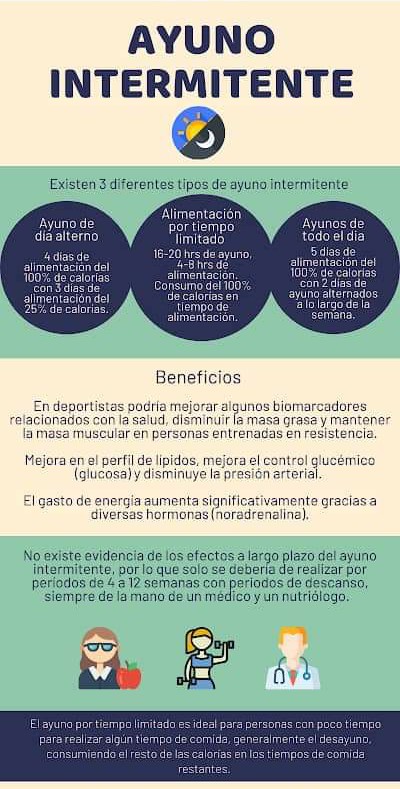 AYUNO
INTERMITENTE
Existen 3 diferentes tipos de ayuno intermitente
Ayuno de
día alterno
4 días de
alimentación del
100% de calorías
con 3 días de
alimentación del
25% de calorías.
Alimentación
por tiempo
limitado
16-20 hrs de ayuno,
4-8 hrs de
alimentación.
Consumo del 100%
de calorías en
tiempo de
alimentación.
Ayunos de
todo el día
5 días de
alimentación del
100% de calorías
con 2 días de
ayuno alternados
a lo largo de la
semana.
Beneficios
En deportistas podría mejorar algunos biomarcadores
relacionados con la salud, disminuir la masa grasa y mantener
la masa muscular en personas entrenadas en resistencia.
Mejora en el perfil de lípidos, mejora el control glucémico
(glucosa) y disminuye la presión arterial.
El gasto de energía aumenta significativamente gracias a
diversas hormonas (noradrenalina).
No existe evidencia de los efectos a largo plazo del ayuno
intermitente, por lo que solo se debería de realizar por
periodos de 4 a 12 semanas con periodos de descanso,
siempre de la mano de un médico y un nutriólogo.
El ayuno por tiempo limitado es ideal para personas con poco tiempo
para realizar algún tiempo de comida, generalmente el desayuno,
consumiendo el resto de las calorías en los tiempos de comida
restantes.